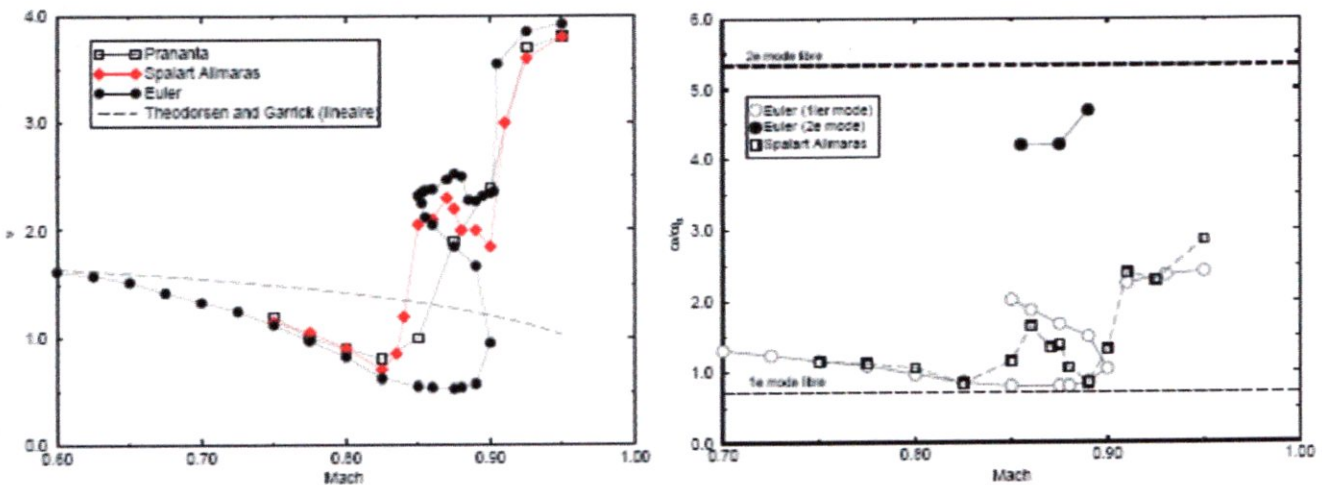 4.0
3.0
2.0
1.0
0.0
0.60
0.70
0.80
0.90
1.00
Mach
v
Prananta
Spalart Allmaras
Euler
Theodorsen and Garrick (lineaire)
6.0
5.0
4.0
3.0
2.0
1.0
0.0
0.70
0.80
0.90
1.00
Mach
2e mode libre
Euler (1ier mode)
Euler (2e mode)
Spalart Allmaras
1e mode libre